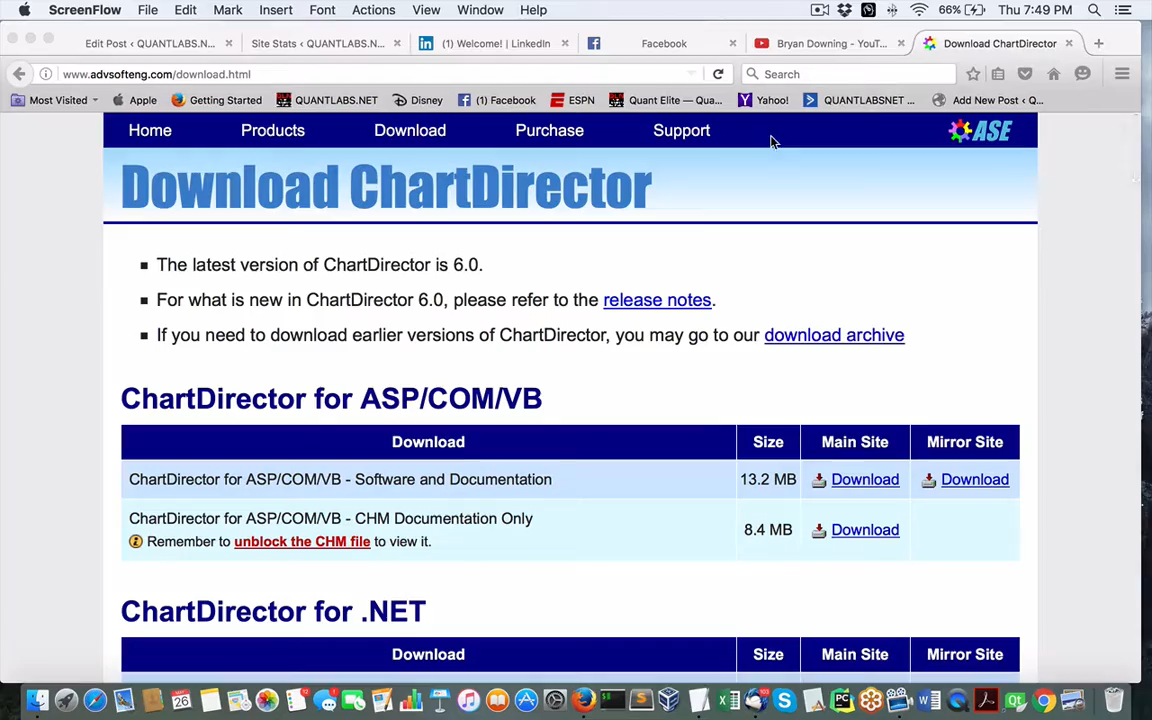 ScreenFlow File Edit Mark Insert Font Actions View Window Help 66% Thu 7:49 PM
Edit Post ‹ QUANTLABS.N... Site Stats ‹ QUANTLABS.N... (1) Welcome! | LinkedIn Facebook Bryan Downing - YouT... Download ChartDirector
www.advsofteng.com/download.html Search
Most Visited Apple Getting Started QUANTLABS.NET Disney (1) Facebook ESPN Quant Elite — Qua... Yahoo! QUANTLABSNET ... Add New Post ‹ Q...
Home Products Download Purchase Support ASE
Download ChartDirector
The latest version of ChartDirector is 6.0.
For what is new in ChartDirector 6.0, please refer to the release notes.
If you need to download earlier versions of ChartDirector, you may go to our download archive
ChartDirector for ASP/COM/VB
Download Size Main Site Mirror Site
ChartDirector for ASP/COM/VB - Software and Documentation 13.2 MB Download Download
ChartDirector for ASP/COM/VB - CHM Documentation Only
Remember to unblock the CHM file to view it. 8.4 MB Download
ChartDirector for .NET
Download Size Main Site Mirror Site